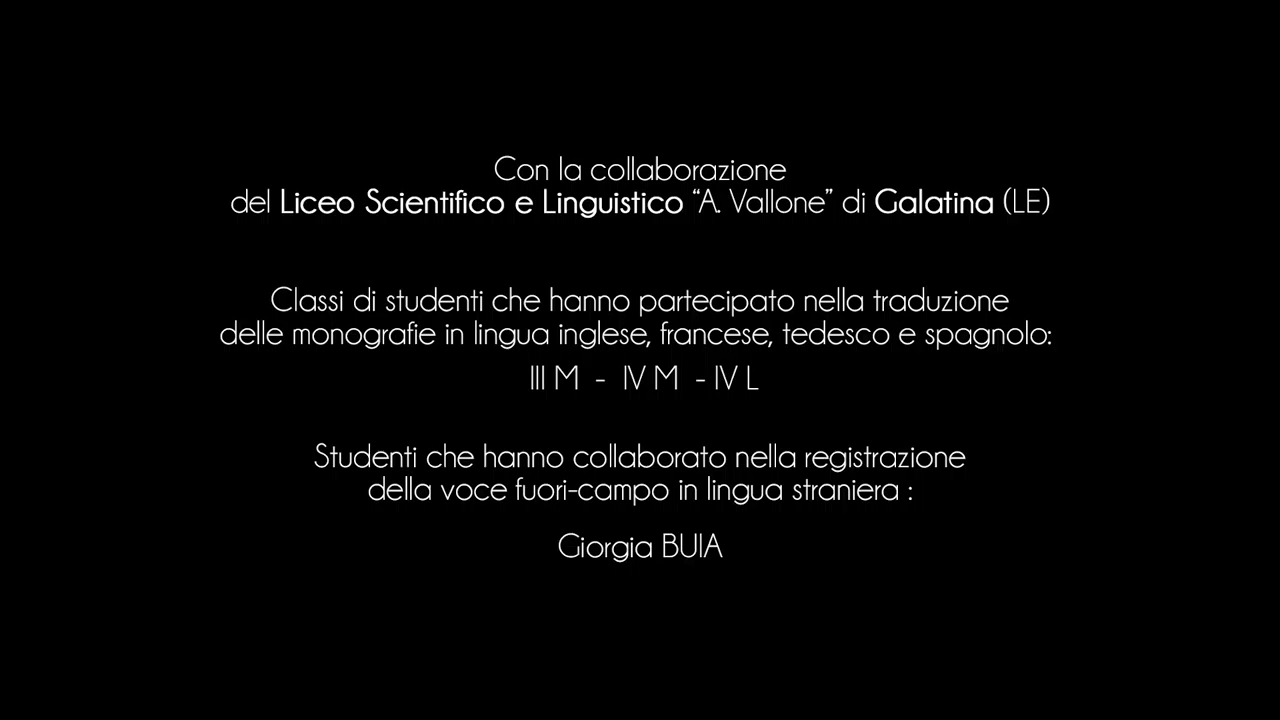 Con la collaborazione
del Liceo Scientifico e Linguistico “A. Vallone” di Galatina (LE)
Classi di studenti che hanno partecipato nella traduzione
delle monografie in lingua inglese, francese, tedesco e spagnolo:
III M - IV M - IV L
Studenti che hanno collaborato nella registrazione
della voce fuori-campo in lingua straniera :
Giorgia BUIA